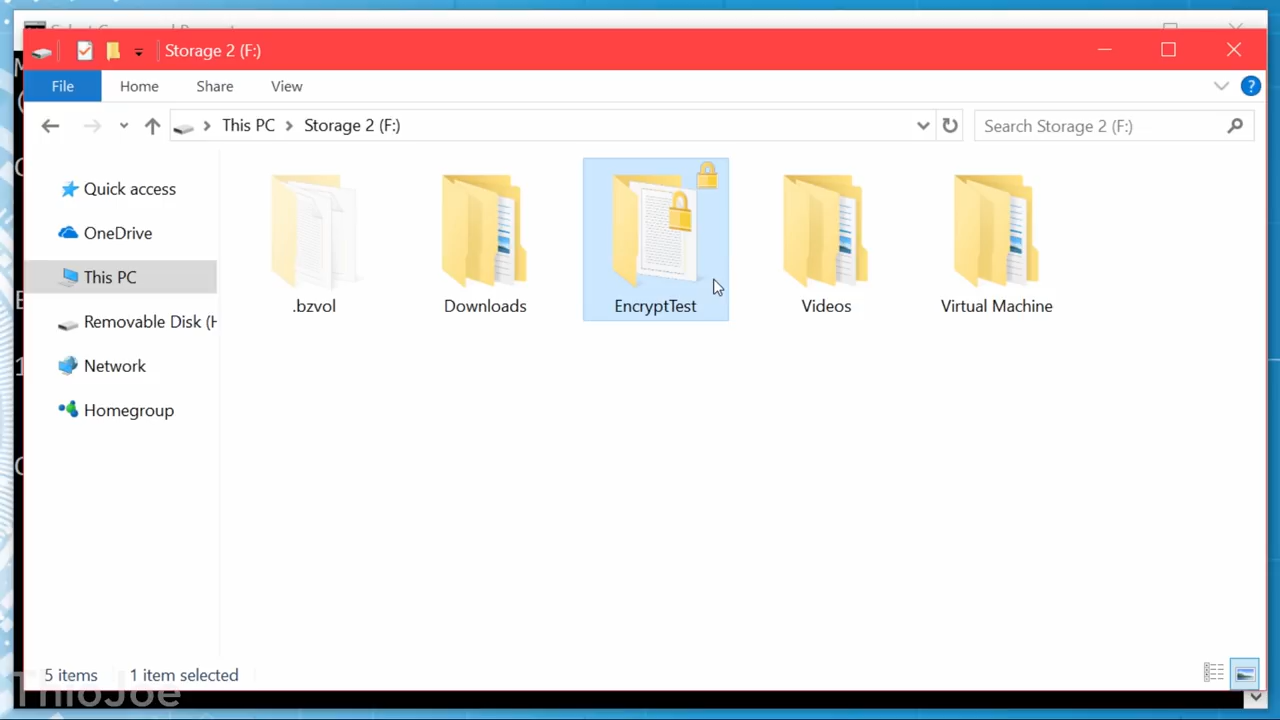 Storage 2 (F:)
File Home Share View
This PC Storage 2 (F:)
Search Storage 2 (F:)
Quick access
OneDrive
This PC
Removable Disk (H
Network
Homegroup
.bzvol Downloads EncryptTest Videos Virtual Machine
5 items 1 item selected
ThioJoe